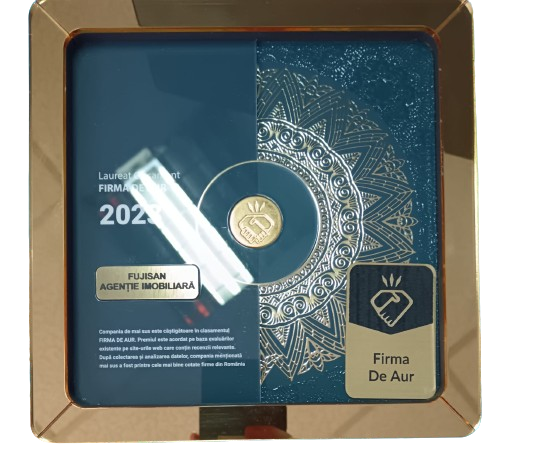 Laureat
FIRMA DE AUR
2023
FUJISAN
AGENȚIE IMOBILIARĂ
Compania de mai sus este câștigătoare în clasamentul
FIRMA DE AUR. Premiul este acordat pe baza evaluărilor
existente pe site-urile web care conțin recenzii relevante.
După colectarea și analizarea datelor, compania menționată
mai sus a fost printre cele mai bine cotate firme din România
Firma
De Aur